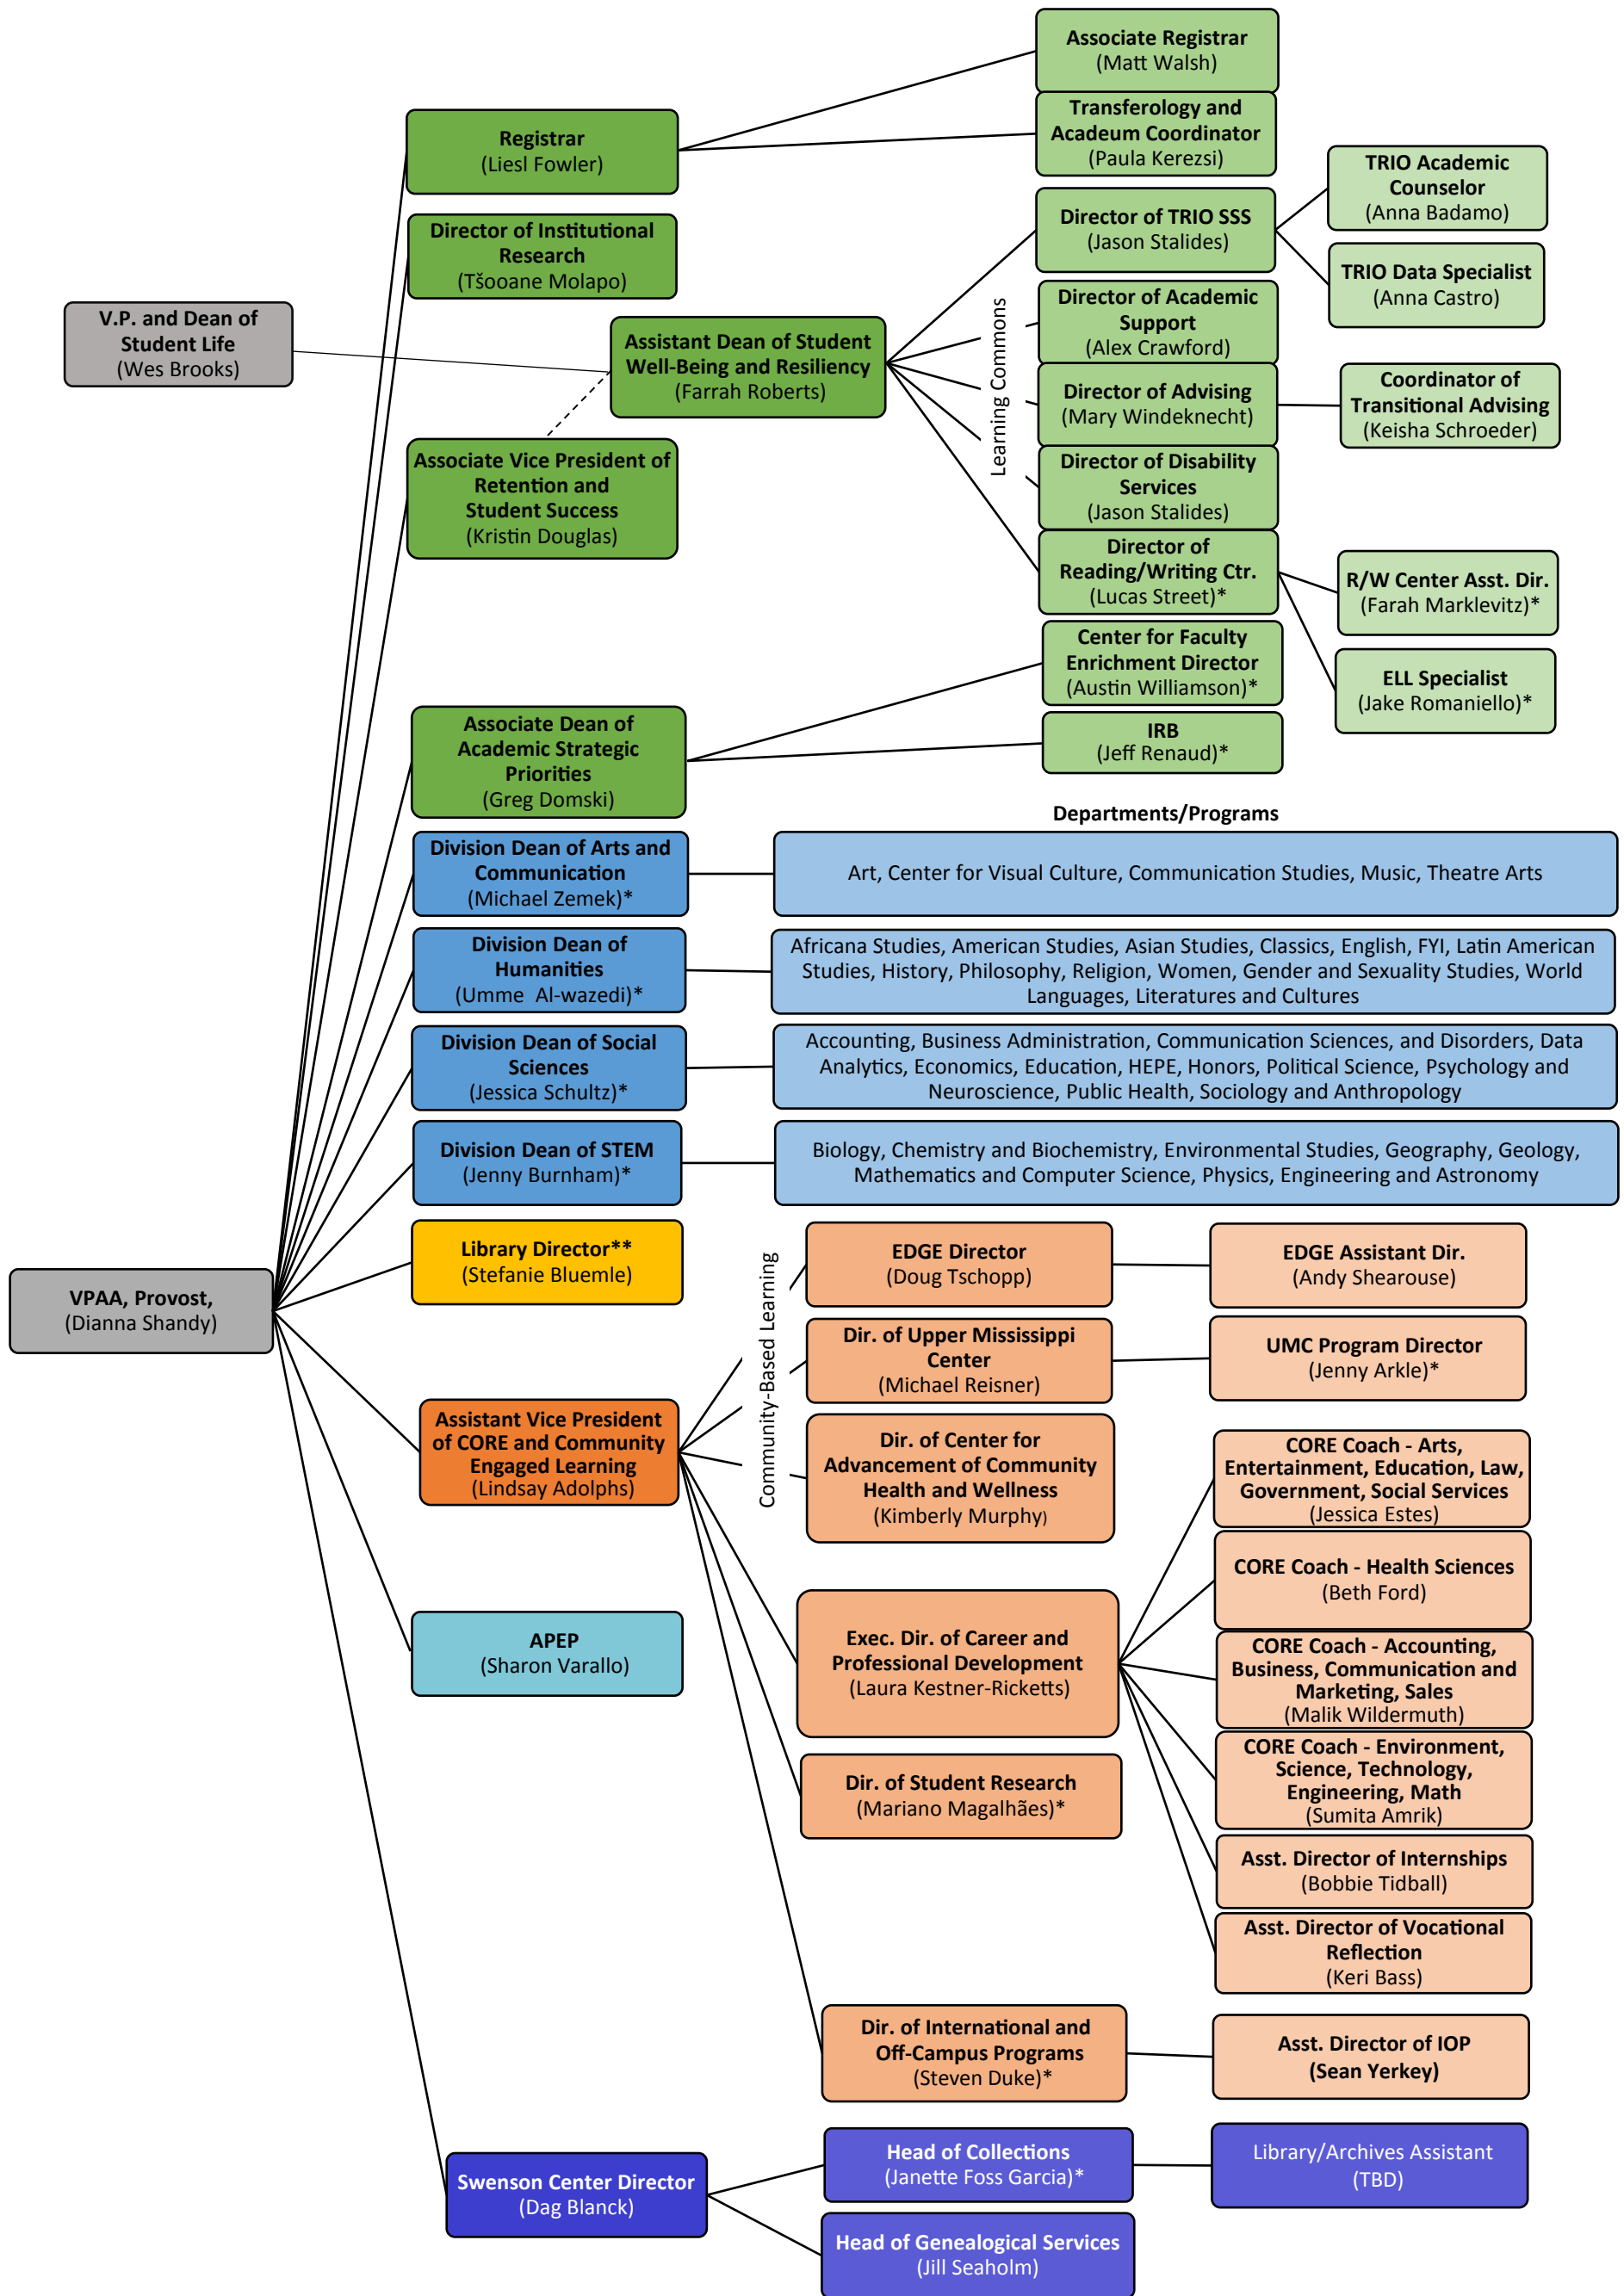 Associate Registrar
(Matt Walsh)
Registrar
(Liesl Fowler)
Transferology and
Acadeum Coordinator
(Paula Kerezsi)
TRIO Academic
Counselor
(Anna Badamo)
Director of Institutional
Research
(Tšooane Molapo)
Director of TRIO SSS
(Jason Stalides)
TRIO Data Specialist
(Anna Castro)
V.P. and Dean of
Student Life
(Wes Brooks)
Assistant Dean of Student
Well-Being and Resiliency
(Farrah Roberts)
Learning Commons
Director of Academic
Support
(Alex Crawford)
Director of Advising
(Mary Windeknecht)
Coordinator of
Transitional Advising
(Keisha Schroeder)
Associate Vice President of
Retention and
Student Success
(Kristin Douglas)
Director of Disability
Services
(Jason Stalides)
Director of
Reading/Writing Ctr.
(Lucas Street)*
R/W Center Asst. Dir.
(Farah Marklevitz)*
ELL Specialist
(Jake Romaniello)*
Center for Faculty
Enrichment Director
(Austin Williamson)*
Associate Dean of
Academic Strategic
Priorities
(Greg Domski)
IRB
(Jeff Renaud)*
Departments/Programs
Division Dean of Arts and
Communication
(Michael Zemek)*
Art, Center for Visual Culture, Communication Studies, Music, Theatre Arts
Division Dean of
Humanities
(Umme  Al-wazedi)*
Africana Studies, American Studies, Asian Studies, Classics, English, FYI, Latin American
Studies, History, Philosophy, Religion, Women, Gender and Sexuality Studies, World
Languages, Literatures and Cultures
Division Dean of Social
Sciences
(Jessica Schultz)*
Accounting, Business Administration, Communication Sciences, and Disorders, Data
Analytics, Economics, Education, HEPE, Honors, Political Science, Psychology and
Neuroscience, Public Health, Sociology and Anthropology
Division Dean of STEM
(Jenny Burnham)*
Biology, Chemistry and Biochemistry, Environmental Studies, Geography, Geology,
Mathematics and Computer Science, Physics, Engineering and Astronomy
Library Director**
(Stefanie Bluemle)
VPAA, Provost,
(Dianna Shandy)
Community-Based Learning
EDGE Director
(Doug Tschopp)
EDGE Assistant Dir.
(Andy Shearouse)
Dir. of Upper Mississippi
Center
(Michael Reisner)
UMC Program Director
(Jenny Arkle)*
Assistant Vice President
of CORE and Community
Engaged Learning
(Lindsay Adolphs)
Dir. of Center for
Advancement of Community
Health and Wellness
(Kimberly Murphy)
CORE Coach - Arts,
Entertainment, Education, Law,
Government, Social Services
(Jessica Estes)
CORE Coach - Health Sciences
(Beth Ford)
APEP
(Sharon Varallo)
Exec. Dir. of Career and
Professional Development
(Laura Kestner-Ricketts)
CORE Coach - Accounting,
Business, Communication and
Marketing, Sales
(Malik Wildermuth)
CORE Coach - Environment,
Science, Technology,
Engineering, Math
(Sumita Amrik)
Dir. of Student Research
(Mariano Magalhães)*
Asst. Director of Internships
(Bobbie Tidball)
Asst. Director of Vocational
Reflection
(Keri Bass)
Dir. of International and
Off-Campus Programs
(Steven Duke)*
Asst. Director of IOP
(Sean Yerkey)
Swenson Center Director
(Dag Blanck)
Head of Collections
(Janette Foss Garcia)*
Library/Archives Assistant
(TBD)
Head of Genealogical Services
(Jill Seaholm)